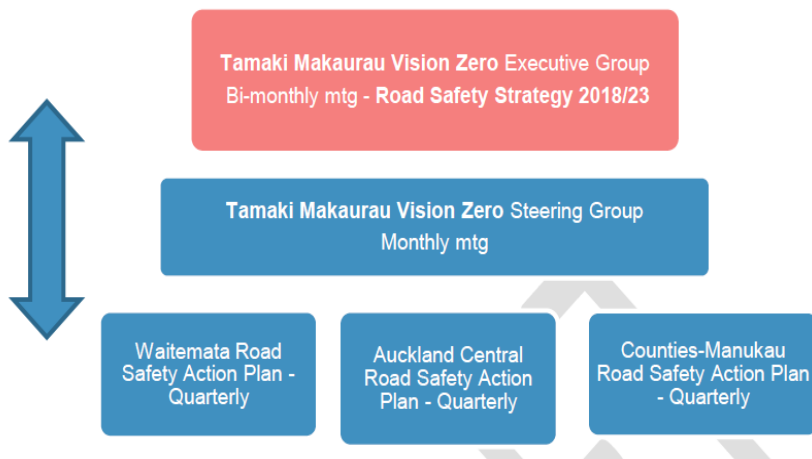 Tamaki Makaurau Vision Zero Executive Group
Bi-monthly mtg - Road Safety Strategy 2018/23
Tamaki Makaurau Vision Zero Steering Group
Monthly mtg
Waitemata Road
Safety Action Plan -
Quarterly
Auckland Central
Road Safety Action
Plan - Quarterly
Counties-Manukau
Road Safety Action Plan
- Quarterly